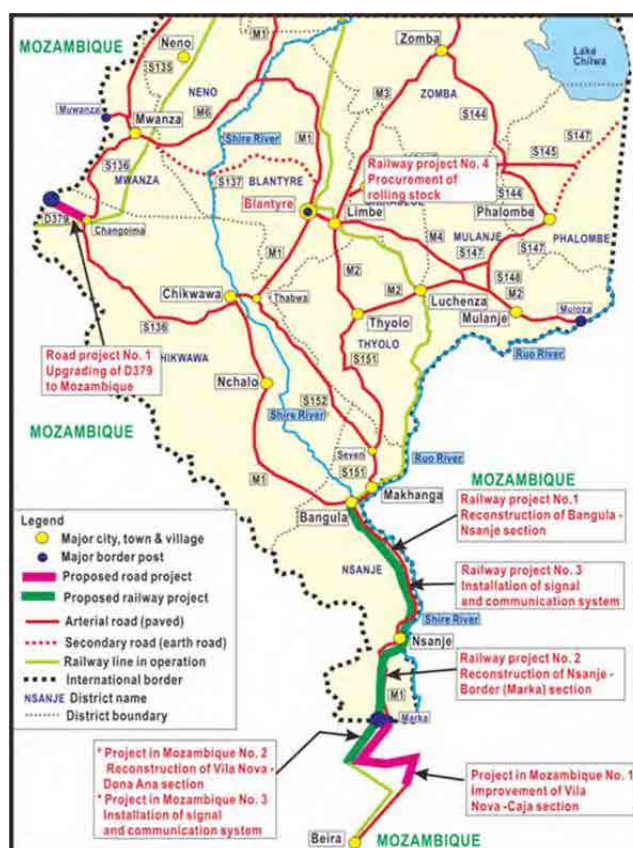 MOZAMBIQUE
Neno
M1
Zomba
Lake
Chilwa
S135
NENO
M3
ZOMBA
S144
Muwanza
Mwanza
M6
Shire River
M1
S147
S145
S136
MWANZA
S137
BLANTYRE
Railway project No. 4
Procurement of
rolling stock
S144
Blantyre
Limbe
Phalombe
D379
Changoima
M4
MULANJE
S147
S147
PHALOMBE
M1
M2
S148
Chikwawa
Thabwa
M2
Luchenza
M2
Mulanje
Muloza
S136
Thyolo
THYOLO
Ruo River
Road project No. 1
Upgrading of D379
to Mozambique
HIKWAWA
Nchalo
S151
S152
Shire River
MOZAMBIQUE
Seven
Ruo River
M1
S151
MOZAMBIQUE
Makhanga
Bangula
Railway project No.1
Reconstruction of Bangula -
Nsanje section
Legend
Major city, town & village
Major border post
Proposed road project
Proposed railway project
Arterial road (paved)
Secondary road (earth road)
Railway line in operation
International border
NSANJE District name
District boundary
NSANJE
Railway project No. 3
Installation of signal
and communication system
Shire River
Nsanje
Railway project No. 2
Reconstruction of Nsanje -
Border (Marka) section
M1
Marka
* Project in Mozambique No. 2
Reconstruction of Vila Nova -
Dona Ana section
* Project in Mozambique No. 3
Installation of signal
and communication system
Project in Mozambique No. 1
improvement of Vila
Nova -Caja section
Beira
MOZAMBIQUE